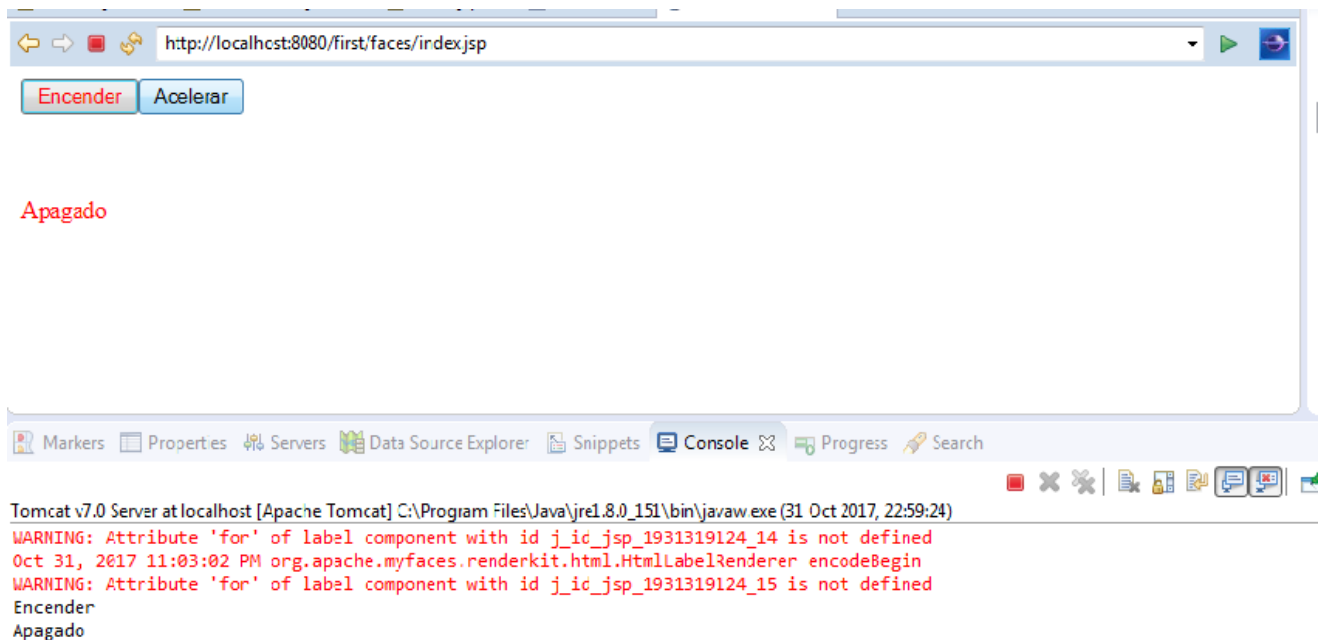 http://localhost:8080/first/faces/index.jsp
Encender Acelerar
Apagado
Markers Properties Servers Data Source Explorer Snippets Console Progress Search
Tomcat v7.0 Server at localhost [Apache Tomcat] C:\Program Files\Java\jre1.8.0_151\bin\javaw.exe (31 Oct 2017, 22:59:24)
WARNING: Attribute 'for' of label component with id j_id_jsp_1931319124_14 is not defined
Oct 31, 2017 11:03:02 PM org.apache.myfaces.renderkit.html.HtmlLabelRenderer encodeBegin
WARNING: Attribute 'for' of label component with id j_id_jsp_1931319124_15 is not defined
Encender
Apagado